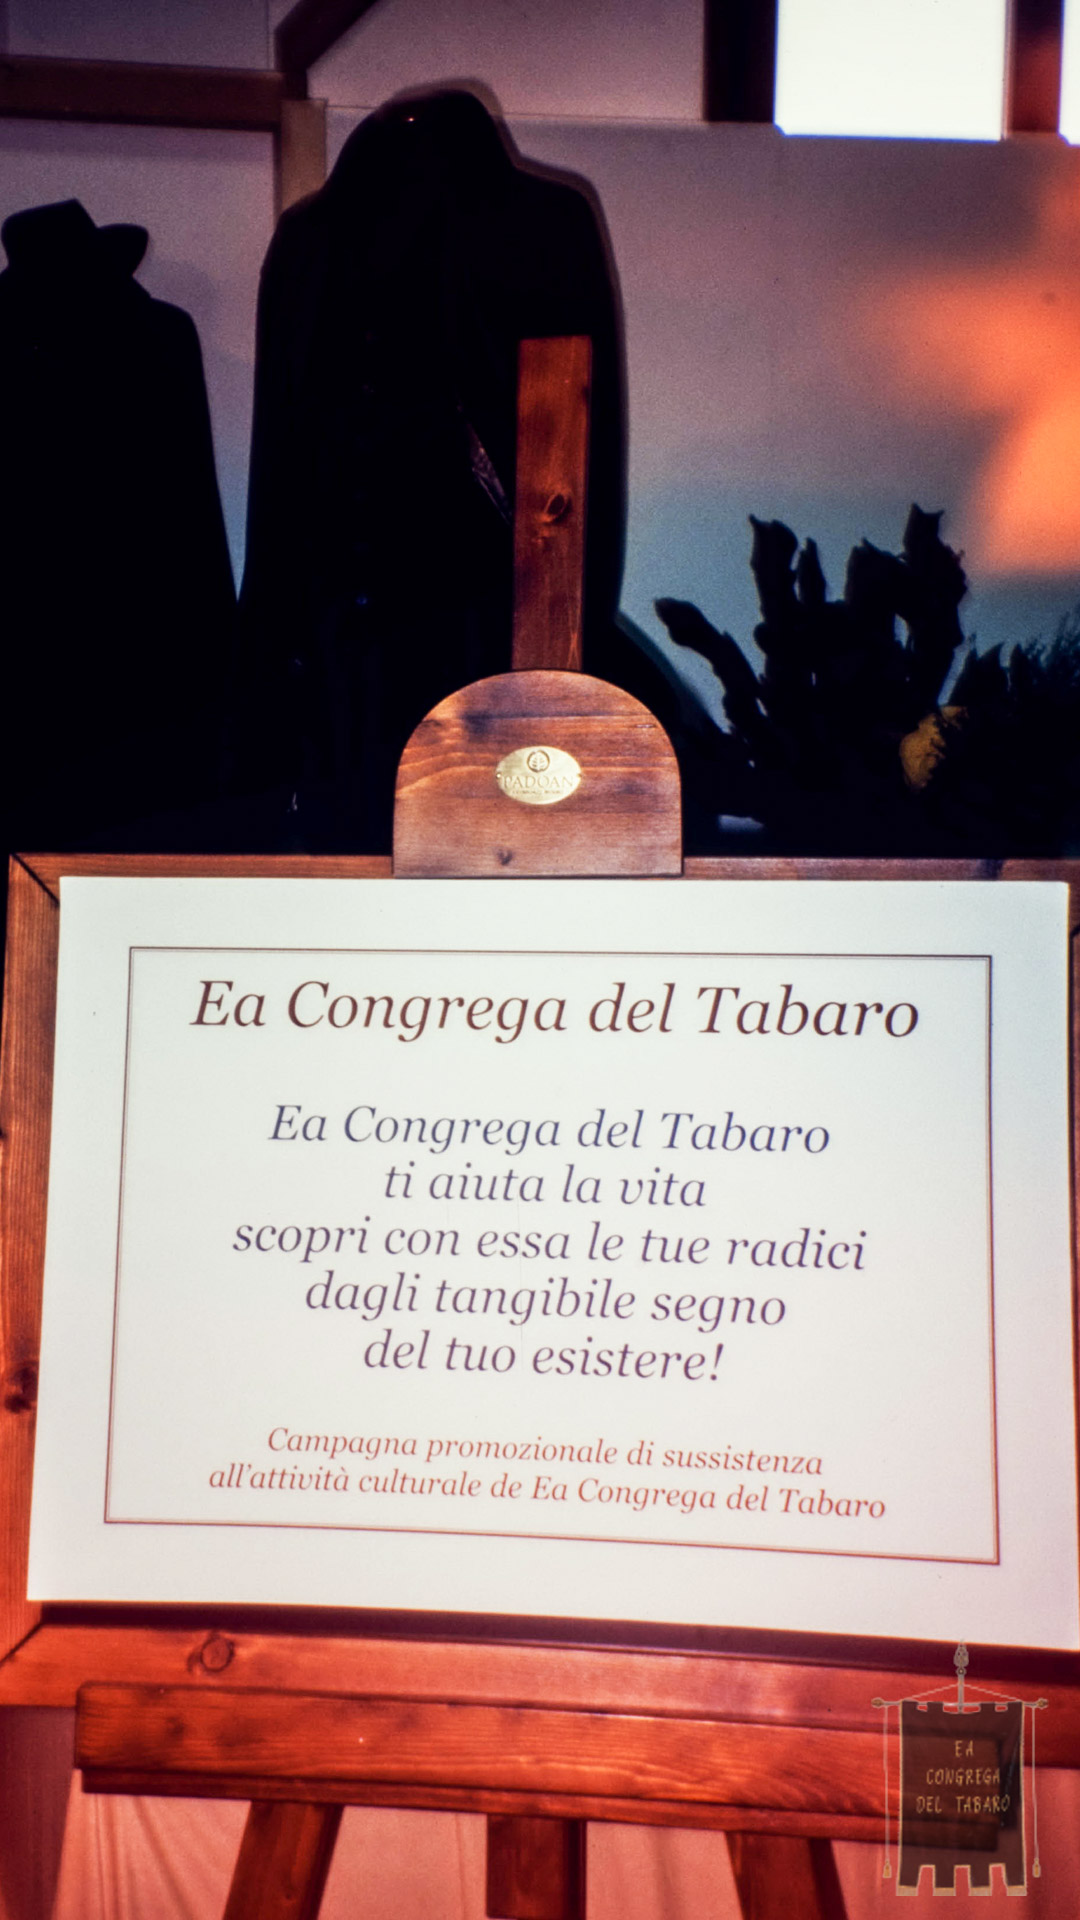 PADOAN
Ea Congrega del Tabaro
Ea Congrega del Tabaro
ti aiuta la vita
scopri con essa le tue radici
dagli tangibile segno
del tuo esistere!
Campagna promozionale di sussistenza
all'attività culturale de Ea Congrega del Tabaro
EA
CONGREGA
DEL TABARO